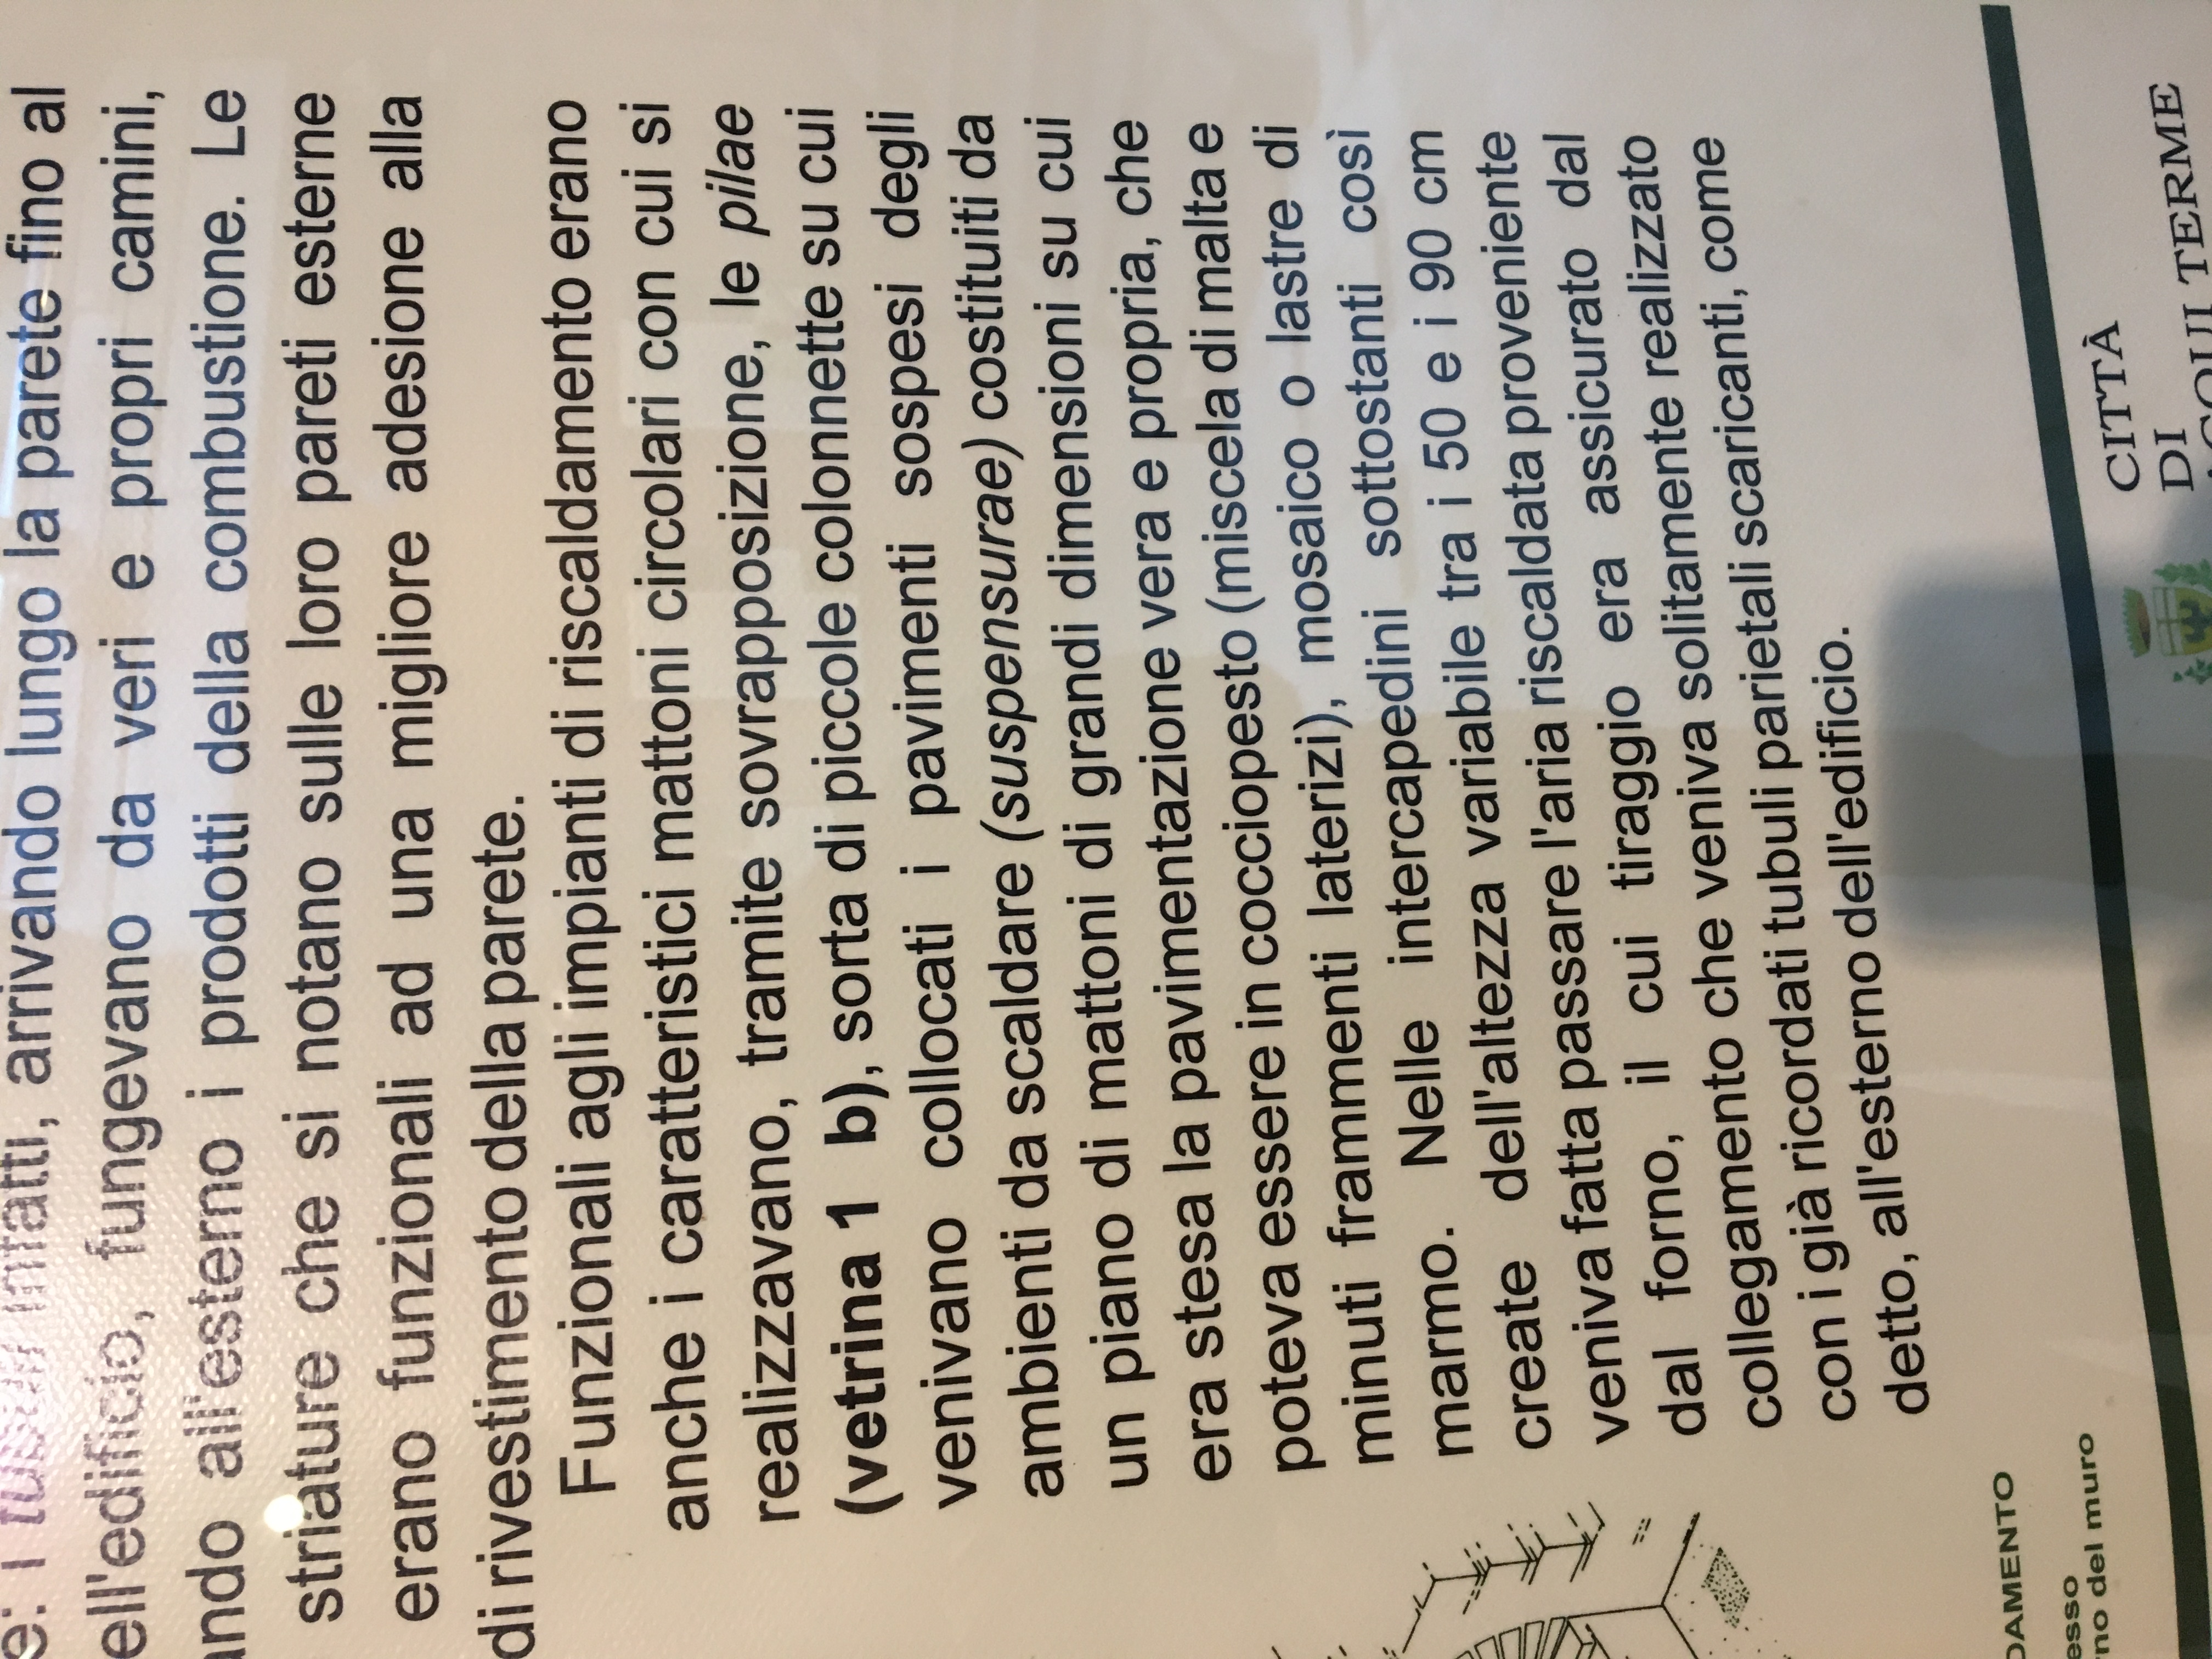 e: i tubuli infatti, arrivando lungo la parete fino al
ell'edificio, fungevano da veri e propri camini,
ando all'esterno i prodotti della combustione. Le
striature che si notano sulle loro pareti esterne
erano funzionali ad una migliore adesione alla
di rivestimento della parete.
Funzionali agli impianti di riscaldamento erano
anche i caratteristici mattoni circolari con cui si
realizzavano, tramite sovrapposizione, le pilae
(vetrina 1 b), sorta di piccole colonnette su cui
venivano collocati i pavimenti sospesi degli
ambienti da scaldare (suspensurae) costituiti da
un piano di mattoni di grandi dimensioni su cui
era stesa la pavimentazione vera e propria, che
poteva essere in cocciopesto (miscela di malta e
minuti frammenti laterizi), mosaico o lastre di
marmo. Nelle intercapedini sottostanti così
create dell'altezza variabile tra i 50 e i 90 cm
veniva fatta passare l'aria riscaldata proveniente
dal forno, il cui tiraggio era assicurato dal
collegamento che veniva solitamente realizzato
con i già ricordati tubuli parietali scaricanti, come
detto, all'esterno dell'edificio.
DAMENTO
esso
rno del muro
CITTÀ
DI
ACQUI TERME